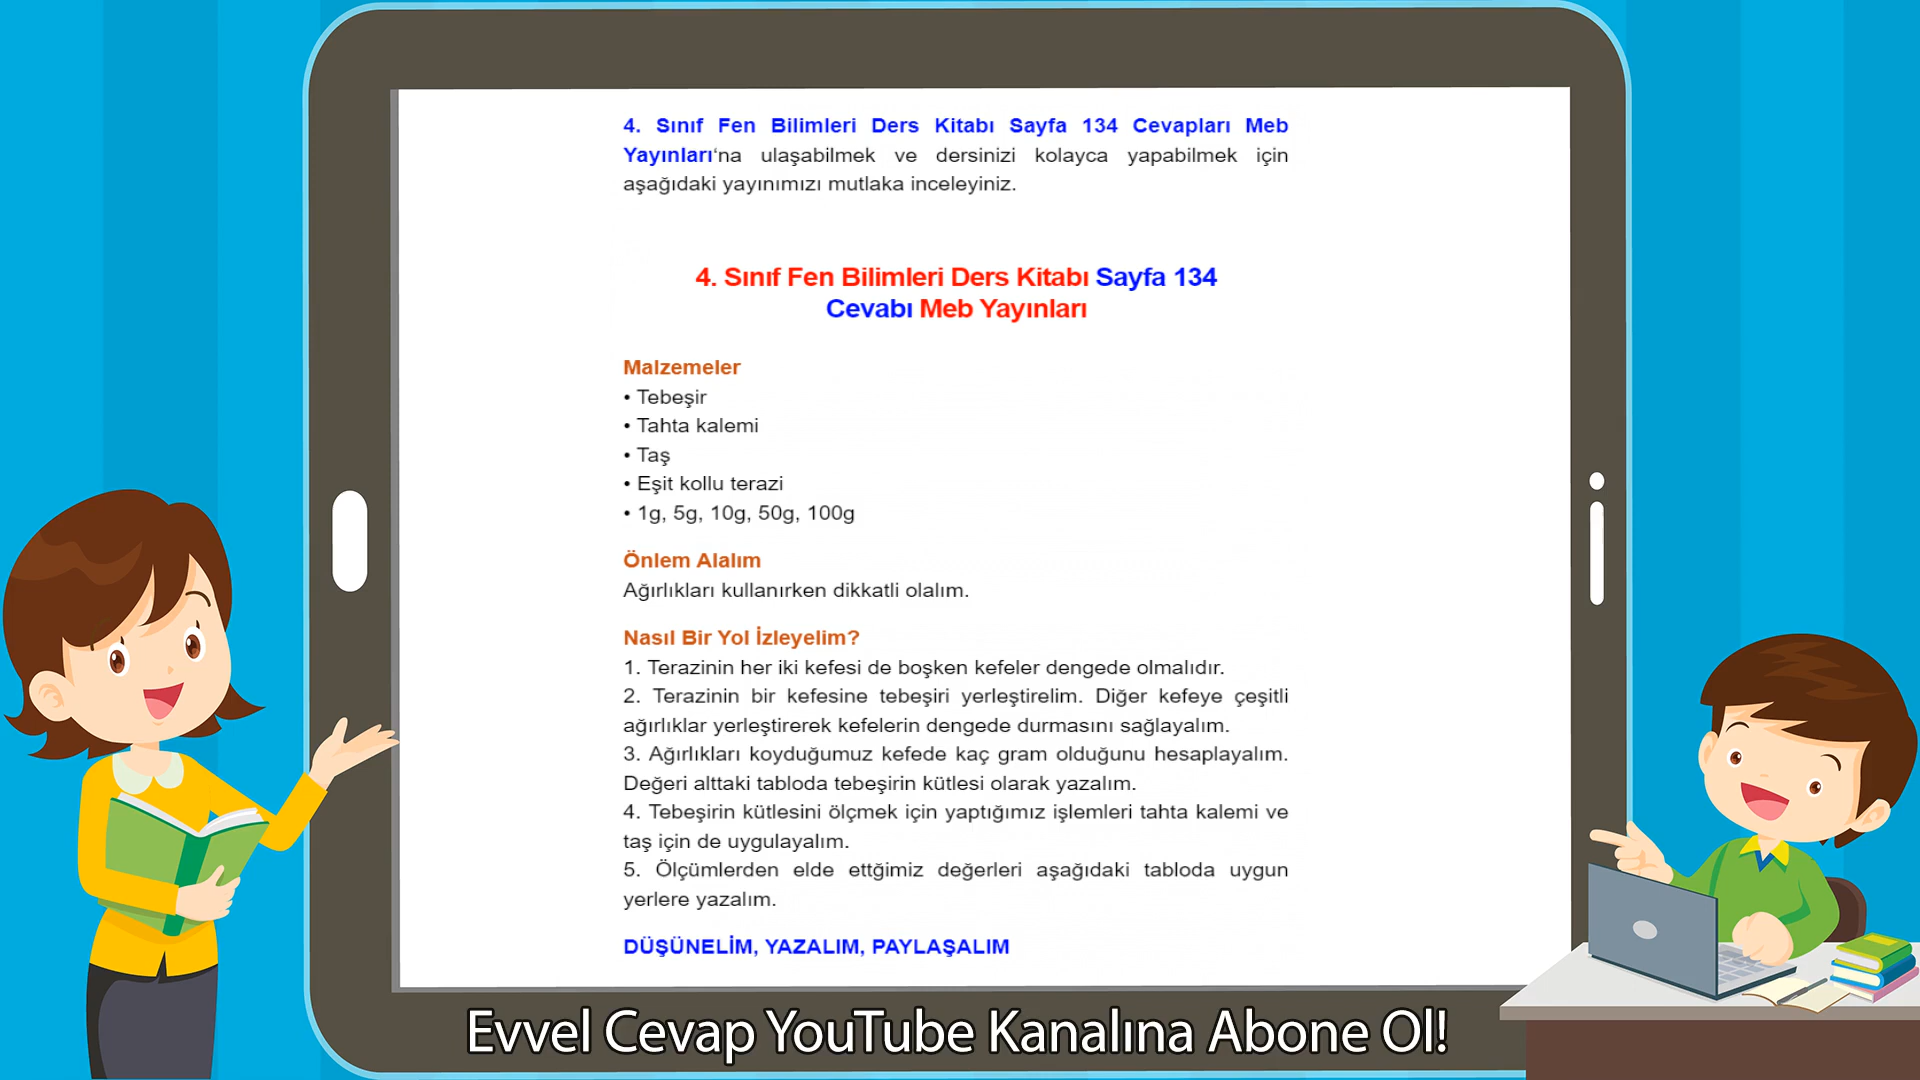 4. Sınıf Fen Bilimleri Ders Kitabı Sayfa 134 Cevapları Meb
Yayınları‘na ulaşabilmek ve dersinizi kolayca yapabilmek için
aşağıdaki yayınımızı mutlaka inceleyiniz.
4. Sınıf Fen Bilimleri Ders Kitabı Sayfa 134
Cevabı Meb Yayınları
Malzemeler
• Tebeşir
• Tahta kalemi
• Taş
• Eşit kollu terazi
• 1g, 5g, 10g, 50g, 100g
Önlem Alalım
Ağırlıkları kullanırken dikkatli olalım.
Nasıl Bir Yol İzleyelim?
1. Terazinin her iki kefesi de boşken kefeler dengede olmalıdır.
2. Terazinin bir kefesine tebeşiri yerleştirelim. Diğer kefeye çeşitli
ağırlıklar yerleştirerek kefelerin dengede durmasını sağlayalım.
3. Ağırlıkları koyduğumuz kefede kaç gram olduğunu hesaplayalım.
Değeri alttaki tabloda tebeşirin kütlesi olarak yazalım.
4. Tebeşirin kütlesini ölçmek için yaptığımız işlemleri tahta kalemi ve
taş için de uygulayalım.
5. Ölçümlerden elde ettğimiz değerleri aşağıdaki tabloda uygun
yerlere yazalım.
DÜŞÜNELİM, YAZALIM, PAYLAŞALIM
Evvel Cevap YouTube Kanalına Abone Ol!